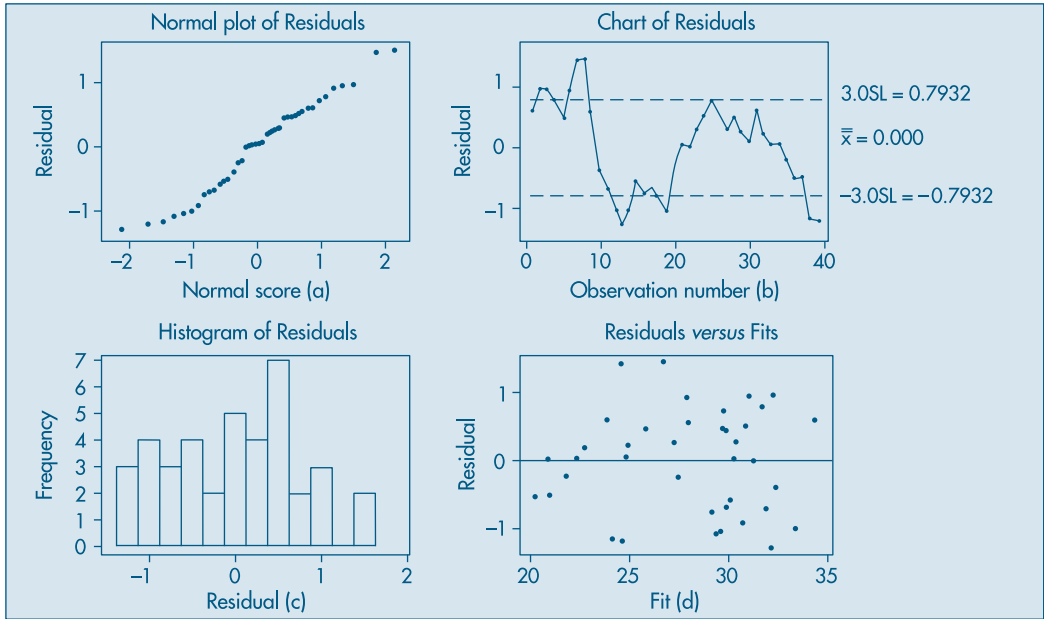 Normal plot of Residuals
Residual
1
0
−1
−2 −1 0 1 2
Normal score (a)
Chart of Residuals
Residual
1
0
−1
0 10 20 30 40
Observation number (b)
3.0SL = 0.7932
x̿ = 0.000
−3.0SL = −0.7932
Histogram of Residuals
Frequency
7
6
5
4
3
2
1
0
−1 0 1 2
Residual (c)
Residuals versus Fits
Residual
1
0
−1
20 25 30 35
Fit (d)